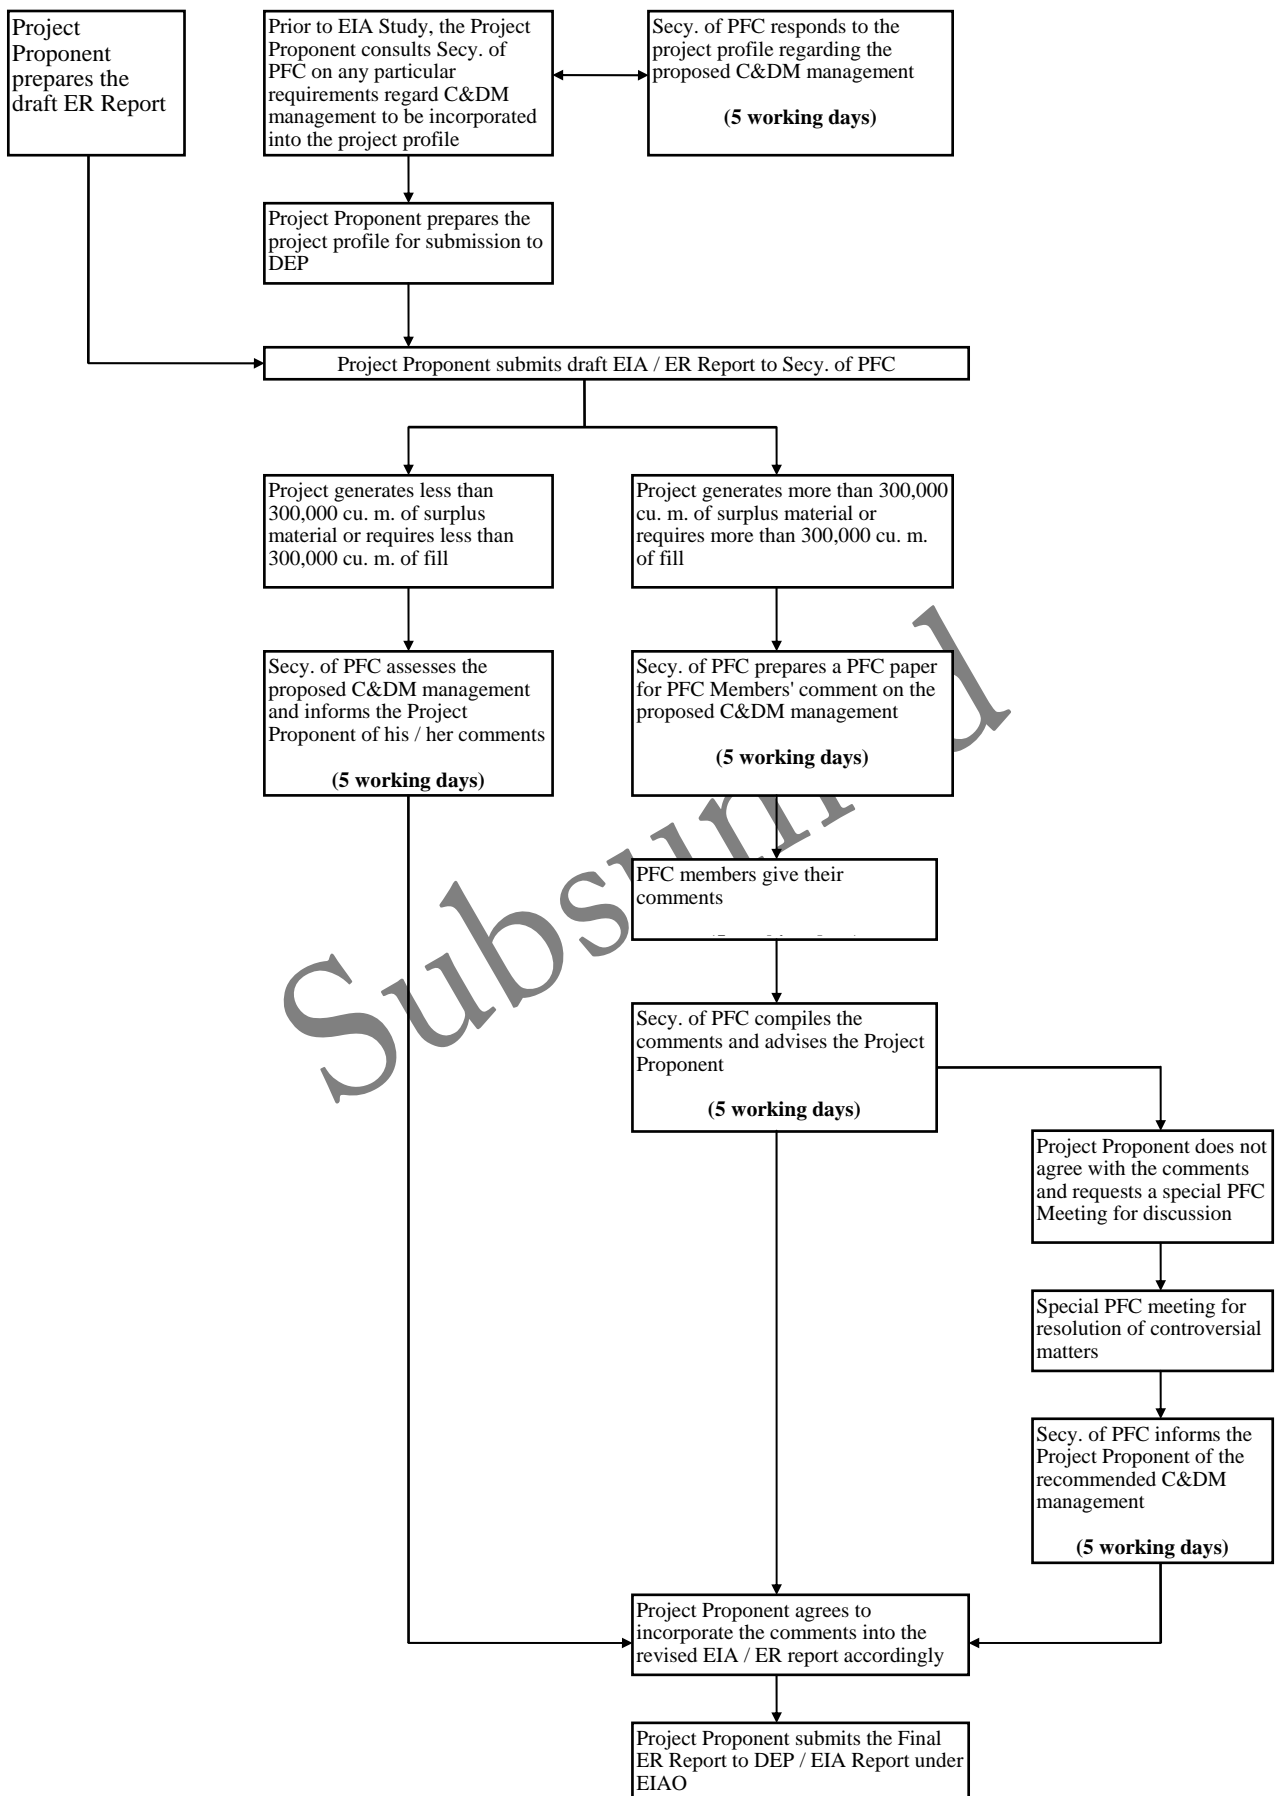 Project
Proponent
prepares the
draft ER Report
Prior to EIA Study, the Project
Proponent consults Secy. of
PFC on any particular
requirements regard C&DM
management to be incorporated
into the project profile
Secy. of PFC responds to the
project profile regarding the
proposed C&DM management
(5 working days)
Project Proponent prepares the
project profile for submission to
DEP
Project Proponent submits draft EIA / ER Report to Secy. of PFC
Project generates less than
300,000 cu. m. of surplus
material or requires less than
300,000 cu. m. of fill
Project generates more than 300,000
cu. m. of surplus material or
requires more than 300,000 cu. m.
of fill
Secy. of PFC assesses the
proposed C&DM management
and informs the Project
Proponent of his / her comments
(5 working days)
Secy. of PFC prepares a PFC paper
for PFC Members' comment on the
proposed C&DM management
(5 working days)
PFC members give their
comments
Secy. of PFC compiles the
comments and advises the Project
Proponent
(5 working days)
Project Proponent does not
agree with the comments
and requests a special PFC
Meeting for discussion
Special PFC meeting for
resolution of controversial
matters
Secy. of PFC informs the
Project Proponent of the
recommended C&DM
management
(5 working days)
Project Proponent agrees to
incorporate the comments into the
revised EIA / ER report accordingly
Project Proponent submits the Final
ER Report to DEP / EIA Report under
EIAO